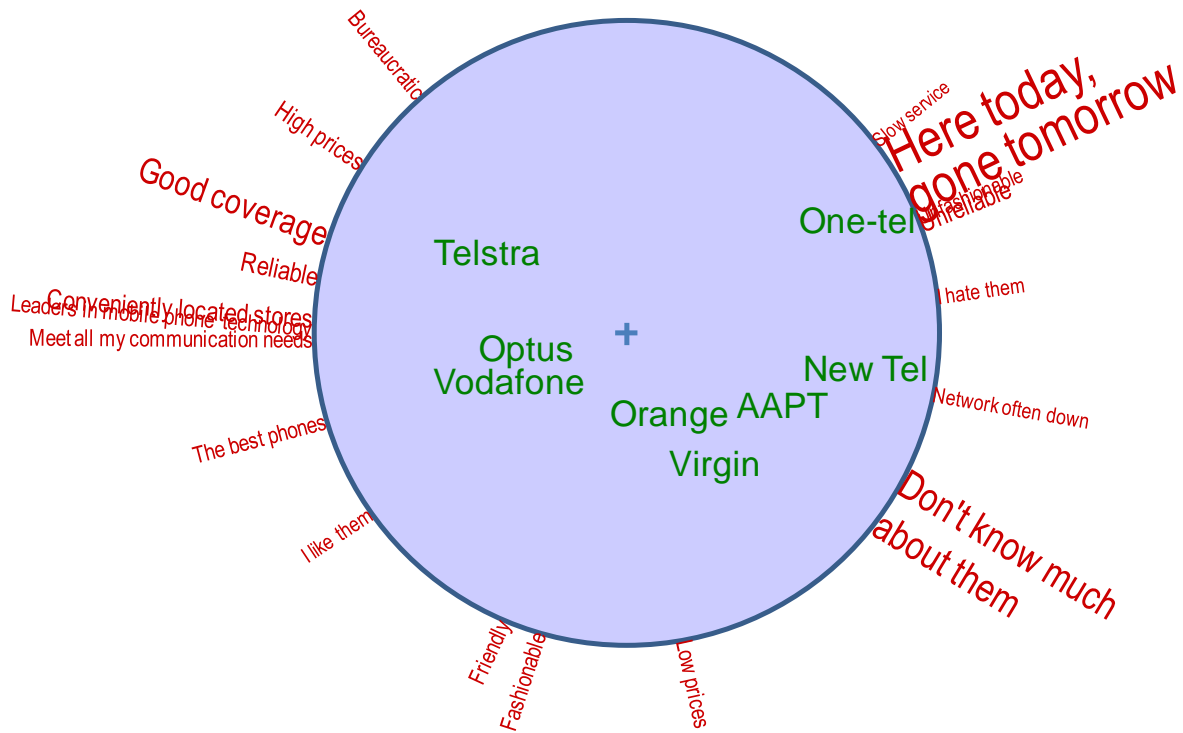 Bureaucratic
High prices
Good coverage
Reliable
Conveniently located stores
Leaders in mobile phone technology
Meet all my communication needs
The best phones
I like them
Friendly
Fashionable
Low prices
Slow service
Here today,
gone tomorrow
Unfashionable
Unreliable
I hate them
Network often down
Don't know much
about them
One-tel
Telstra
Optus
Vodafone
New Tel
AAPT
Orange
Virgin